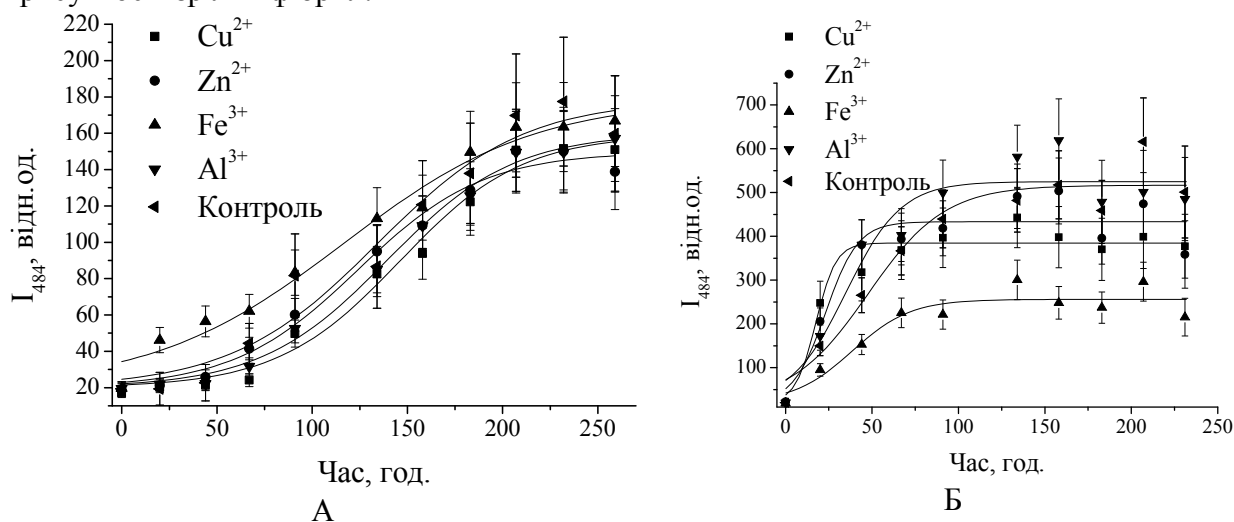 220
200
180
160
140
120
100
80
60
40
20
I484, відн.од.
Cu2+
Zn2+
Fe3+
Al3+
Контроль
0 50 100 150 200 250
Час, год.
А
700
600
500
400
300
200
100
I484, відн.од.
Cu2+
Zn2+
Fe3+
Al3+
Контроль
0 50 100 150 200 250
Час, год.
Б